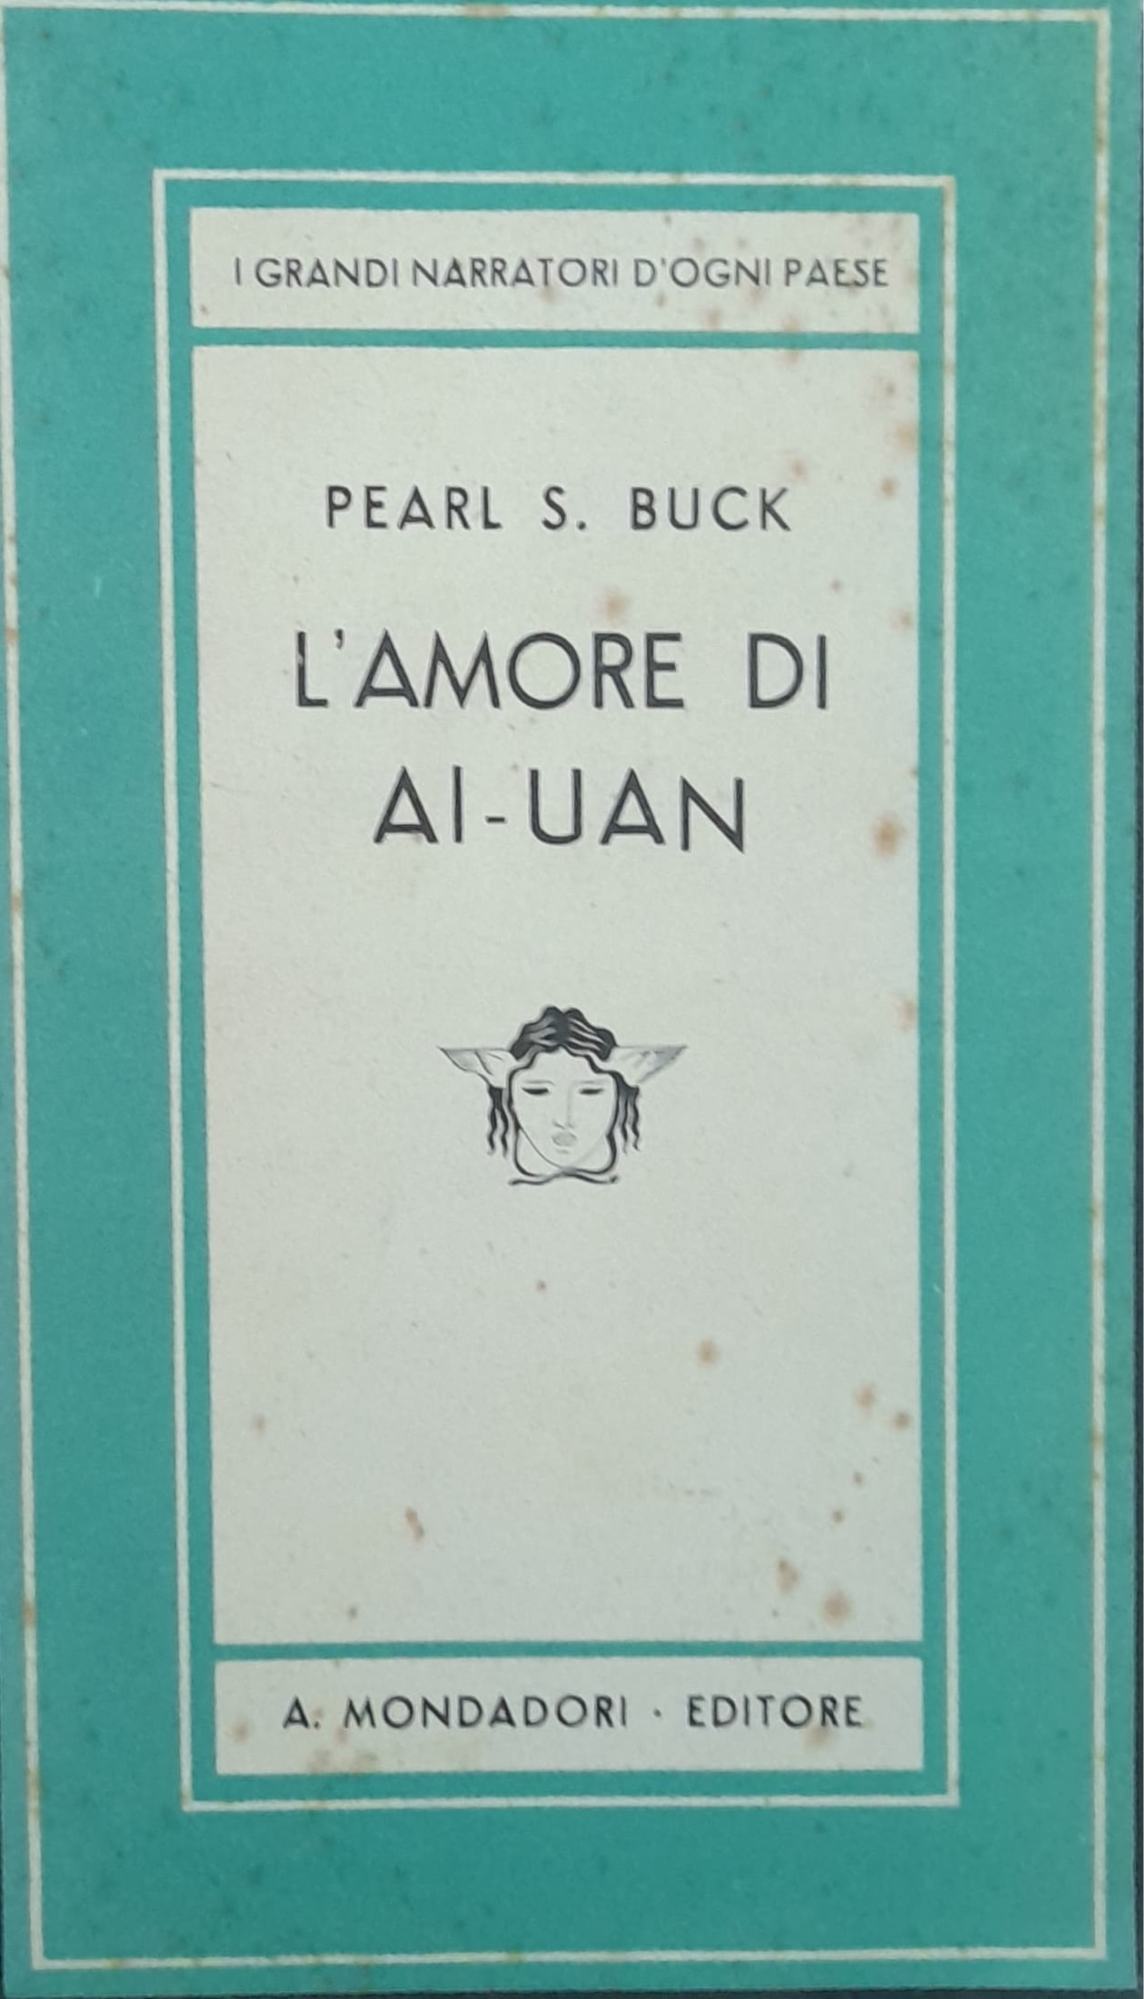 I GRANDI NARRATORI D'OGNI PAESE
PEARL S. BUCK
L'AMORE DI
AI-UAN
A. MONDADORI · EDITORE